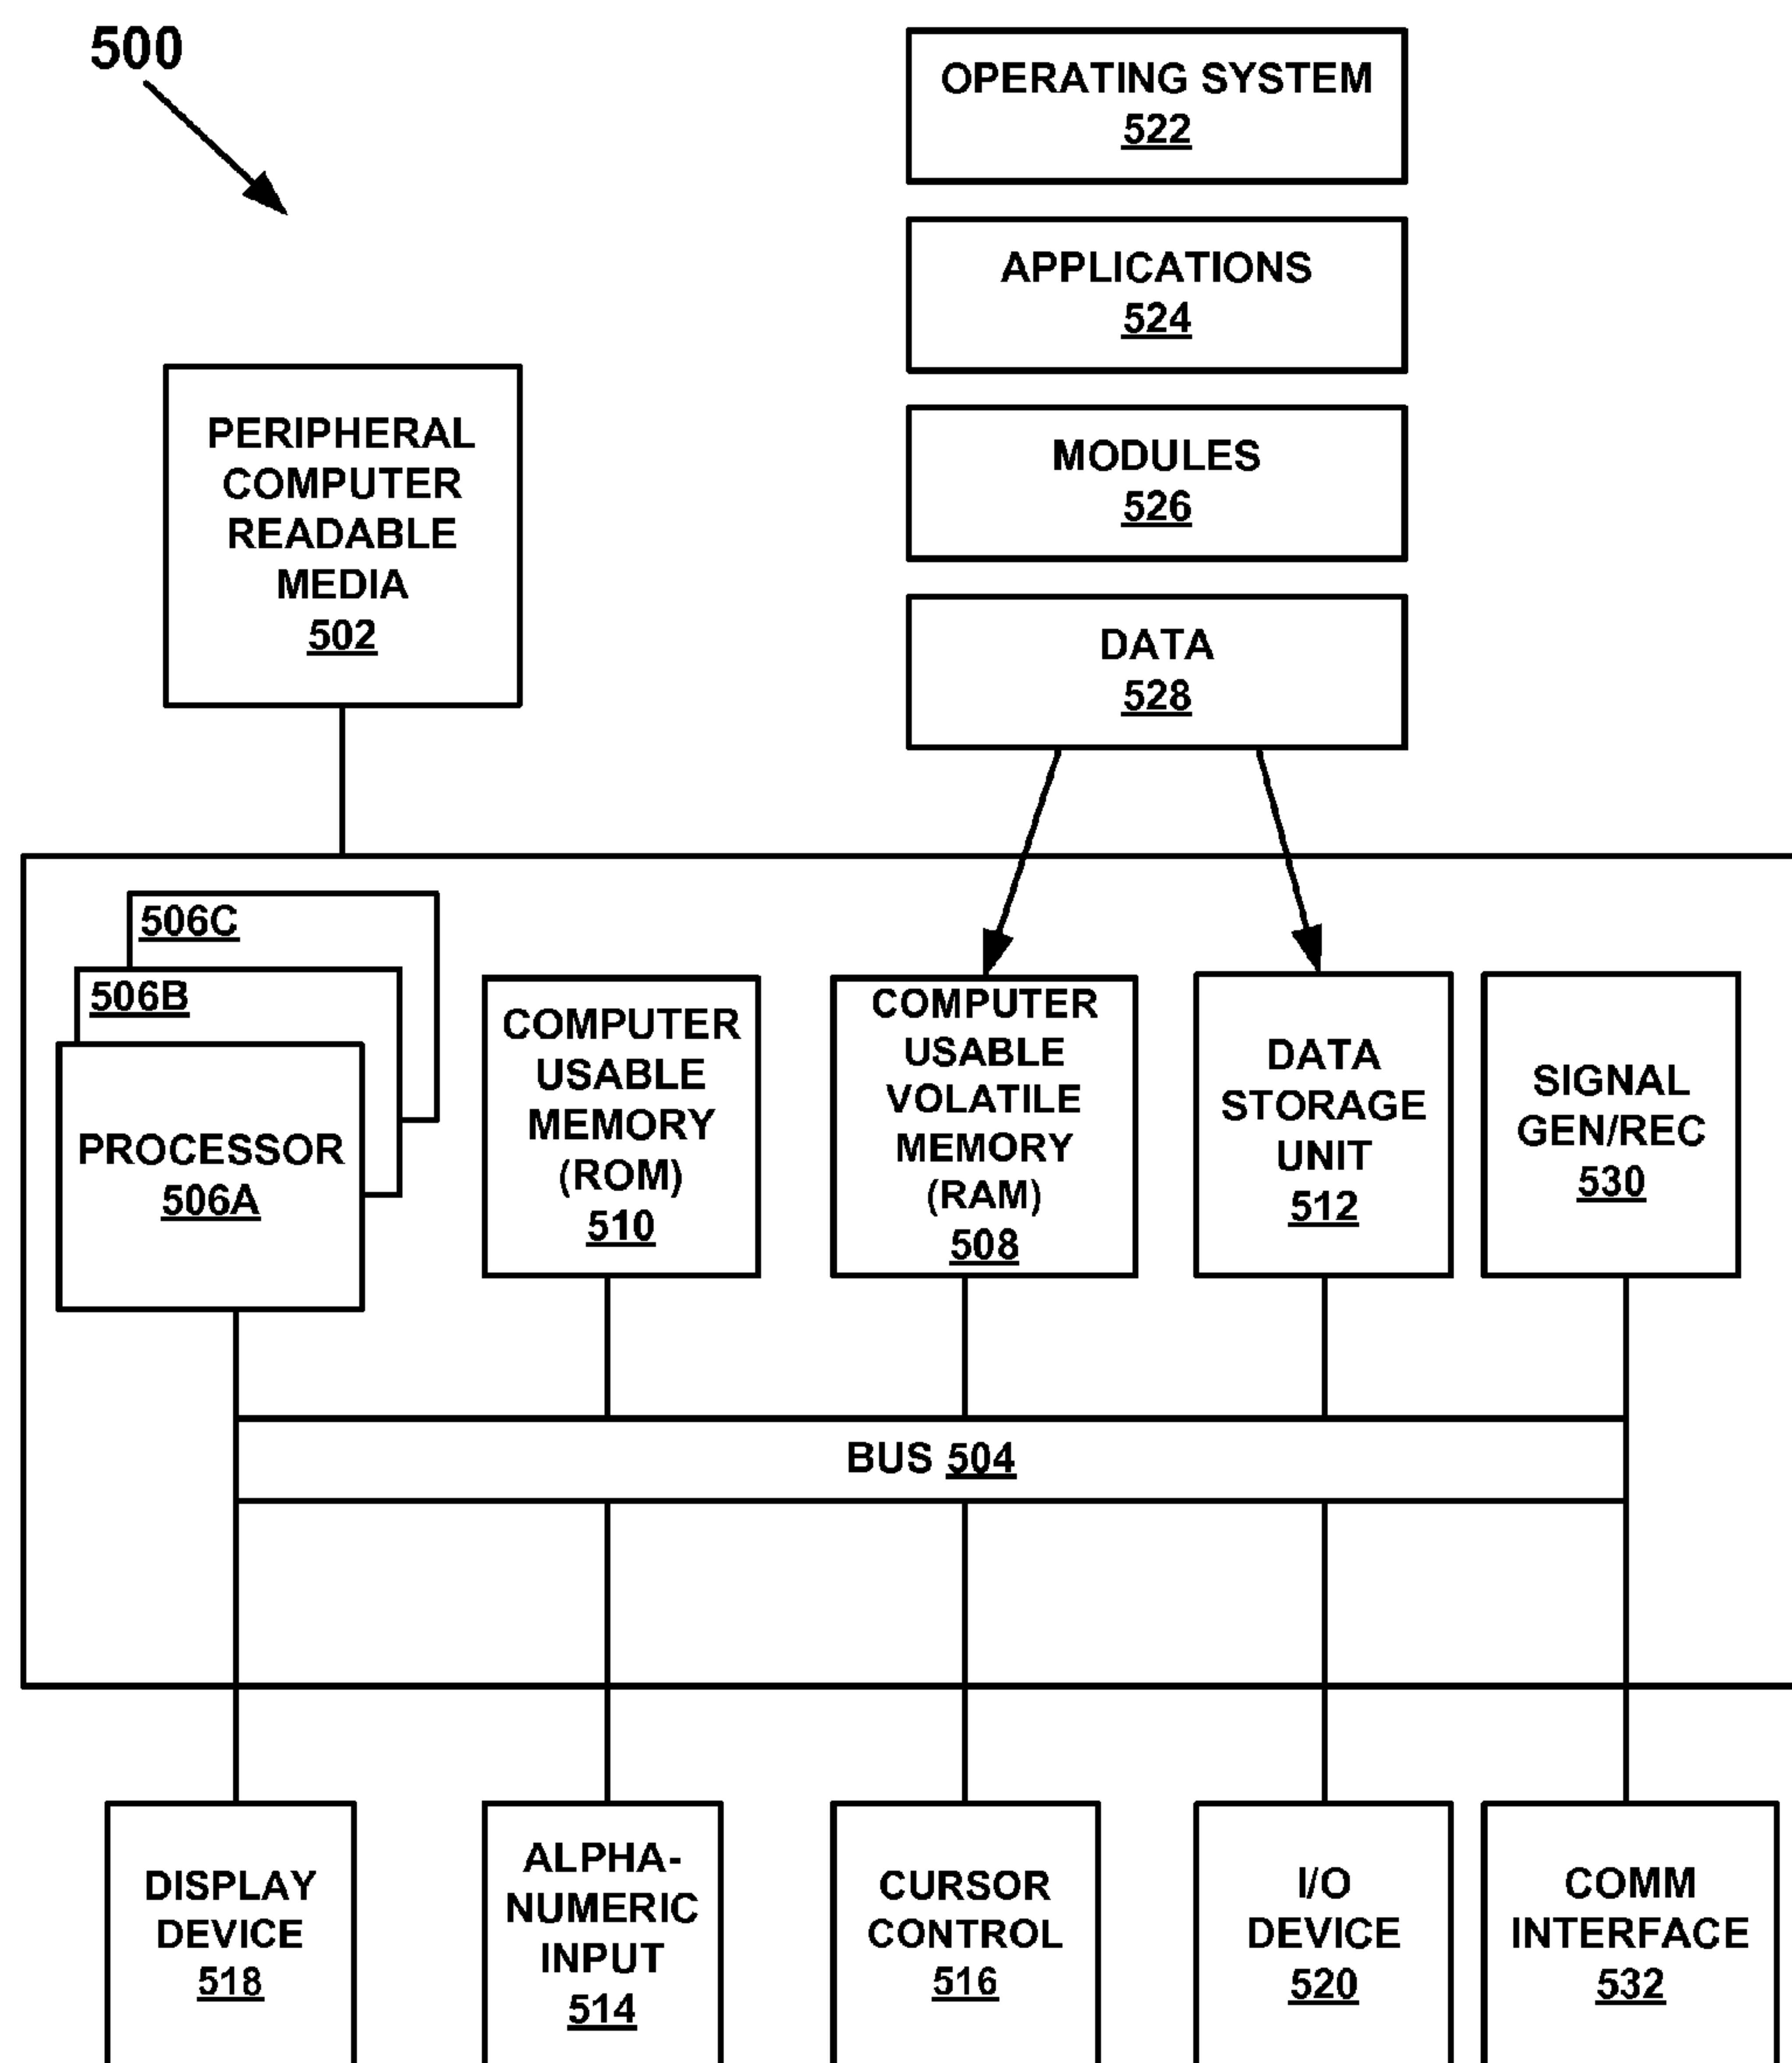 500
OPERATING SYSTEM
522
APPLICATIONS
524
MODULES
526
DATA
528
PERIPHERAL
COMPUTER
READABLE
MEDIA
502
506C
506B
PROCESSOR
506A
COMPUTER
USABLE
MEMORY
(ROM)
510
COMPUTER
USABLE
VOLATILE
MEMORY
(RAM)
508
DATA
STORAGE
UNIT
512
SIGNAL
GEN/REC
530
BUS 504
DISPLAY
DEVICE
518
ALPHA-
NUMERIC
INPUT
514
CURSOR
CONTROL
516
I/O
DEVICE
520
COMM
INTERFACE
532